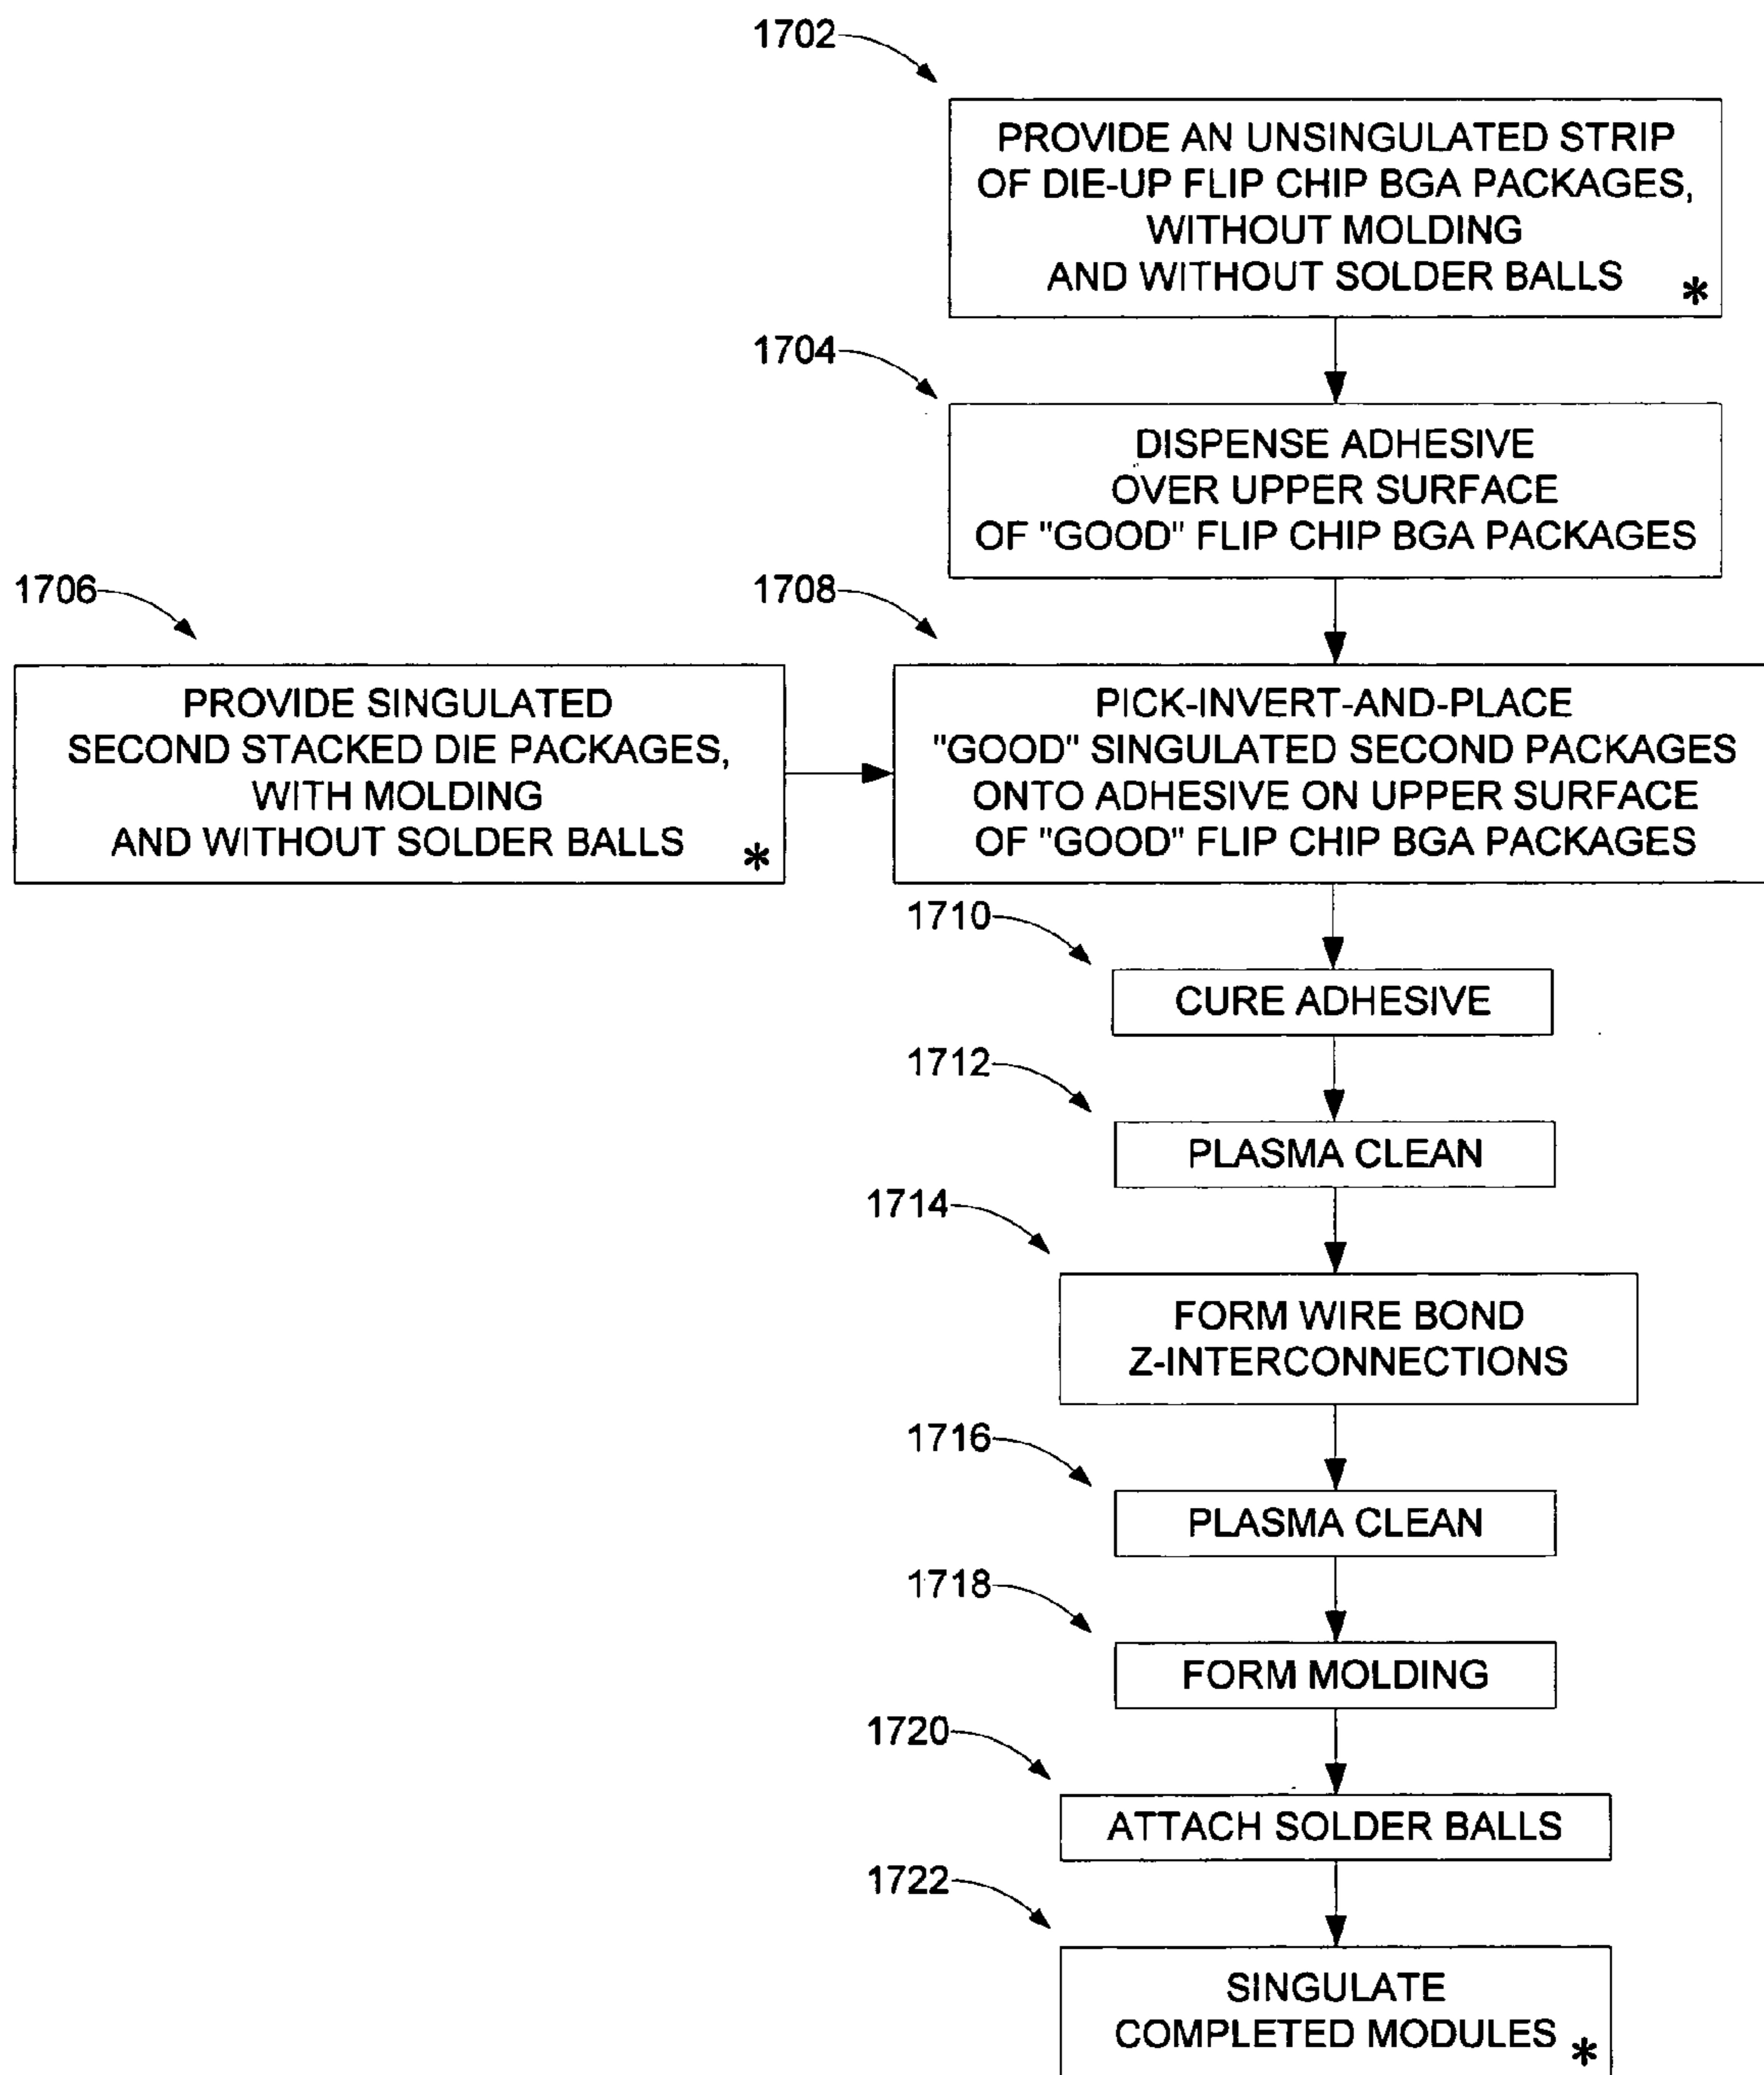 1702
PROVIDE AN UNSINGULATED STRIP
OF DIE-UP FLIP CHIP BGA PACKAGES,
WITHOUT MOLDING
AND WITHOUT SOLDER BALLS *
1704
DISPENSE ADHESIVE
OVER UPPER SURFACE
OF "GOOD" FLIP CHIP BGA PACKAGES
1706
PROVIDE SINGULATED
SECOND STACKED DIE PACKAGES,
WITH MOLDING
AND WITHOUT SOLDER BALLS *
1708
PICK-INVERT-AND-PLACE
"GOOD" SINGULATED SECOND PACKAGES
ONTO ADHESIVE ON UPPER SURFACE
OF "GOOD" FLIP CHIP BGA PACKAGES
1710
CURE ADHESIVE
1712
PLASMA CLEAN
1714
FORM WIRE BOND
Z-INTERCONNECTIONS
1716
PLASMA CLEAN
1718
FORM MOLDING
1720
ATTACH SOLDER BALLS
1722
SINGULATE
COMPLETED MODULES *